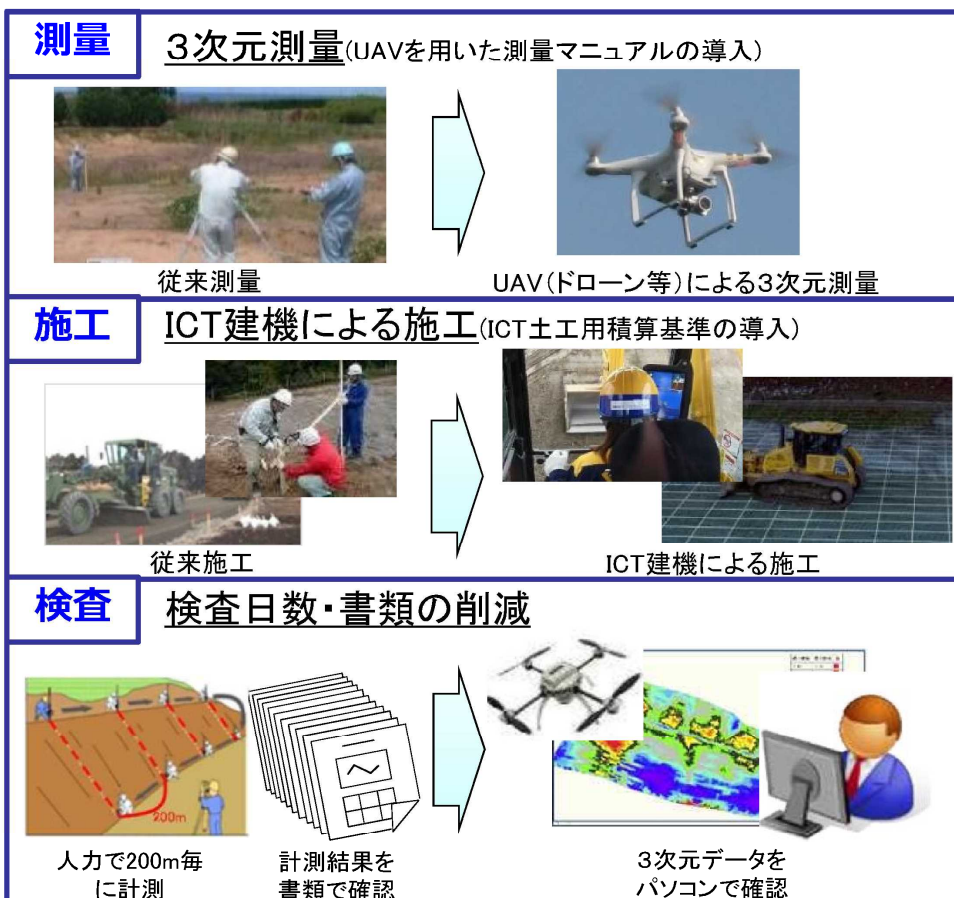 測量
3次元測量(UAVを用いた測量マニュアルの導入)
従来測量
UAV(ドローン等)による3次元測量
施工
ICT建機による施工(ICT土工用積算基準の導入)
従来施工
ICT建機による施工
検査
検査日数・書類の削減
200m
人力で200m毎
に計測
計測結果を
書類で確認
3次元データを
パソコンで確認